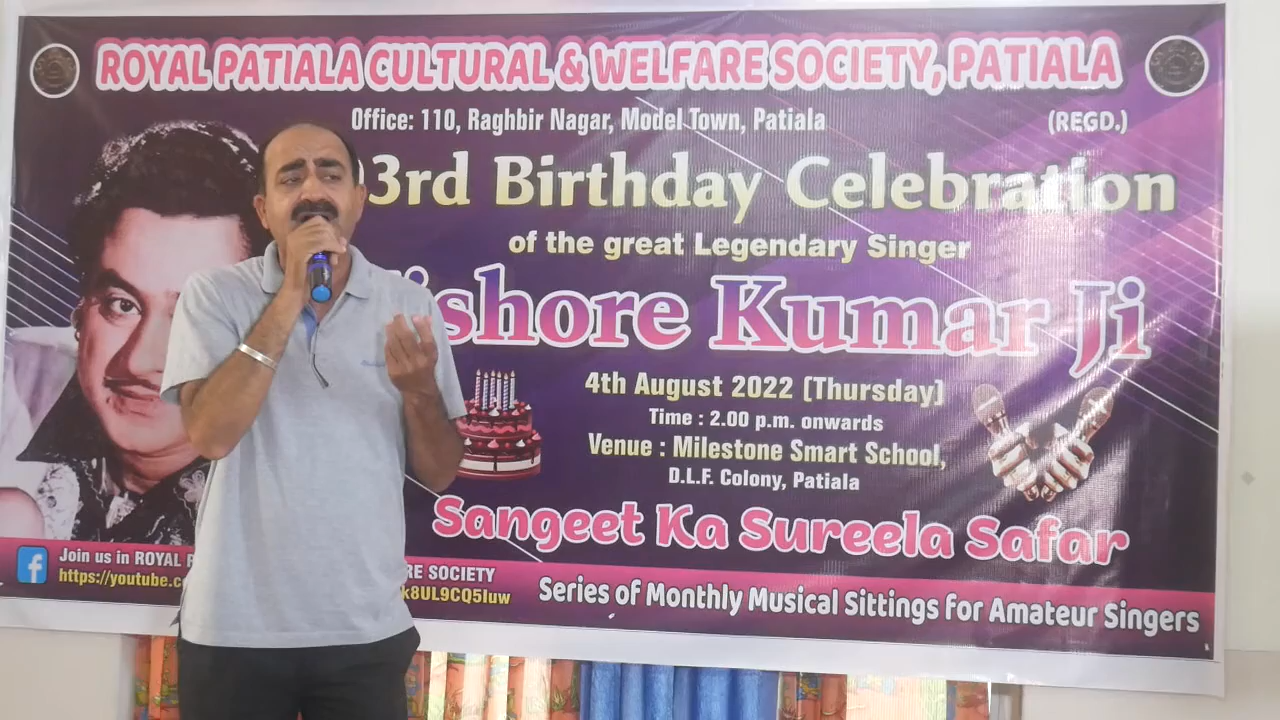 ROYAL PATIALA CULTURAL & WELFARE SOCIETY, PATIALA
Office: 110, Raghbir Nagar, Model Town, Patiala
(REGD.)
3rd Birthday Celebration
of the great Legendary Singer
ishore Kumar Ji
4th August 2022 (Thursday)
Time : 2.00 p.m. onwards
Venue : Milestone Smart School,
D.L.F. Colony, Patiala
Sangeet Ka Sureela Safar
Join us in ROYAL RE SOCIETY
https://youtube.c k8UL9CQ5Iuw
Series of Monthly Musical Sittings for Amateur Singers